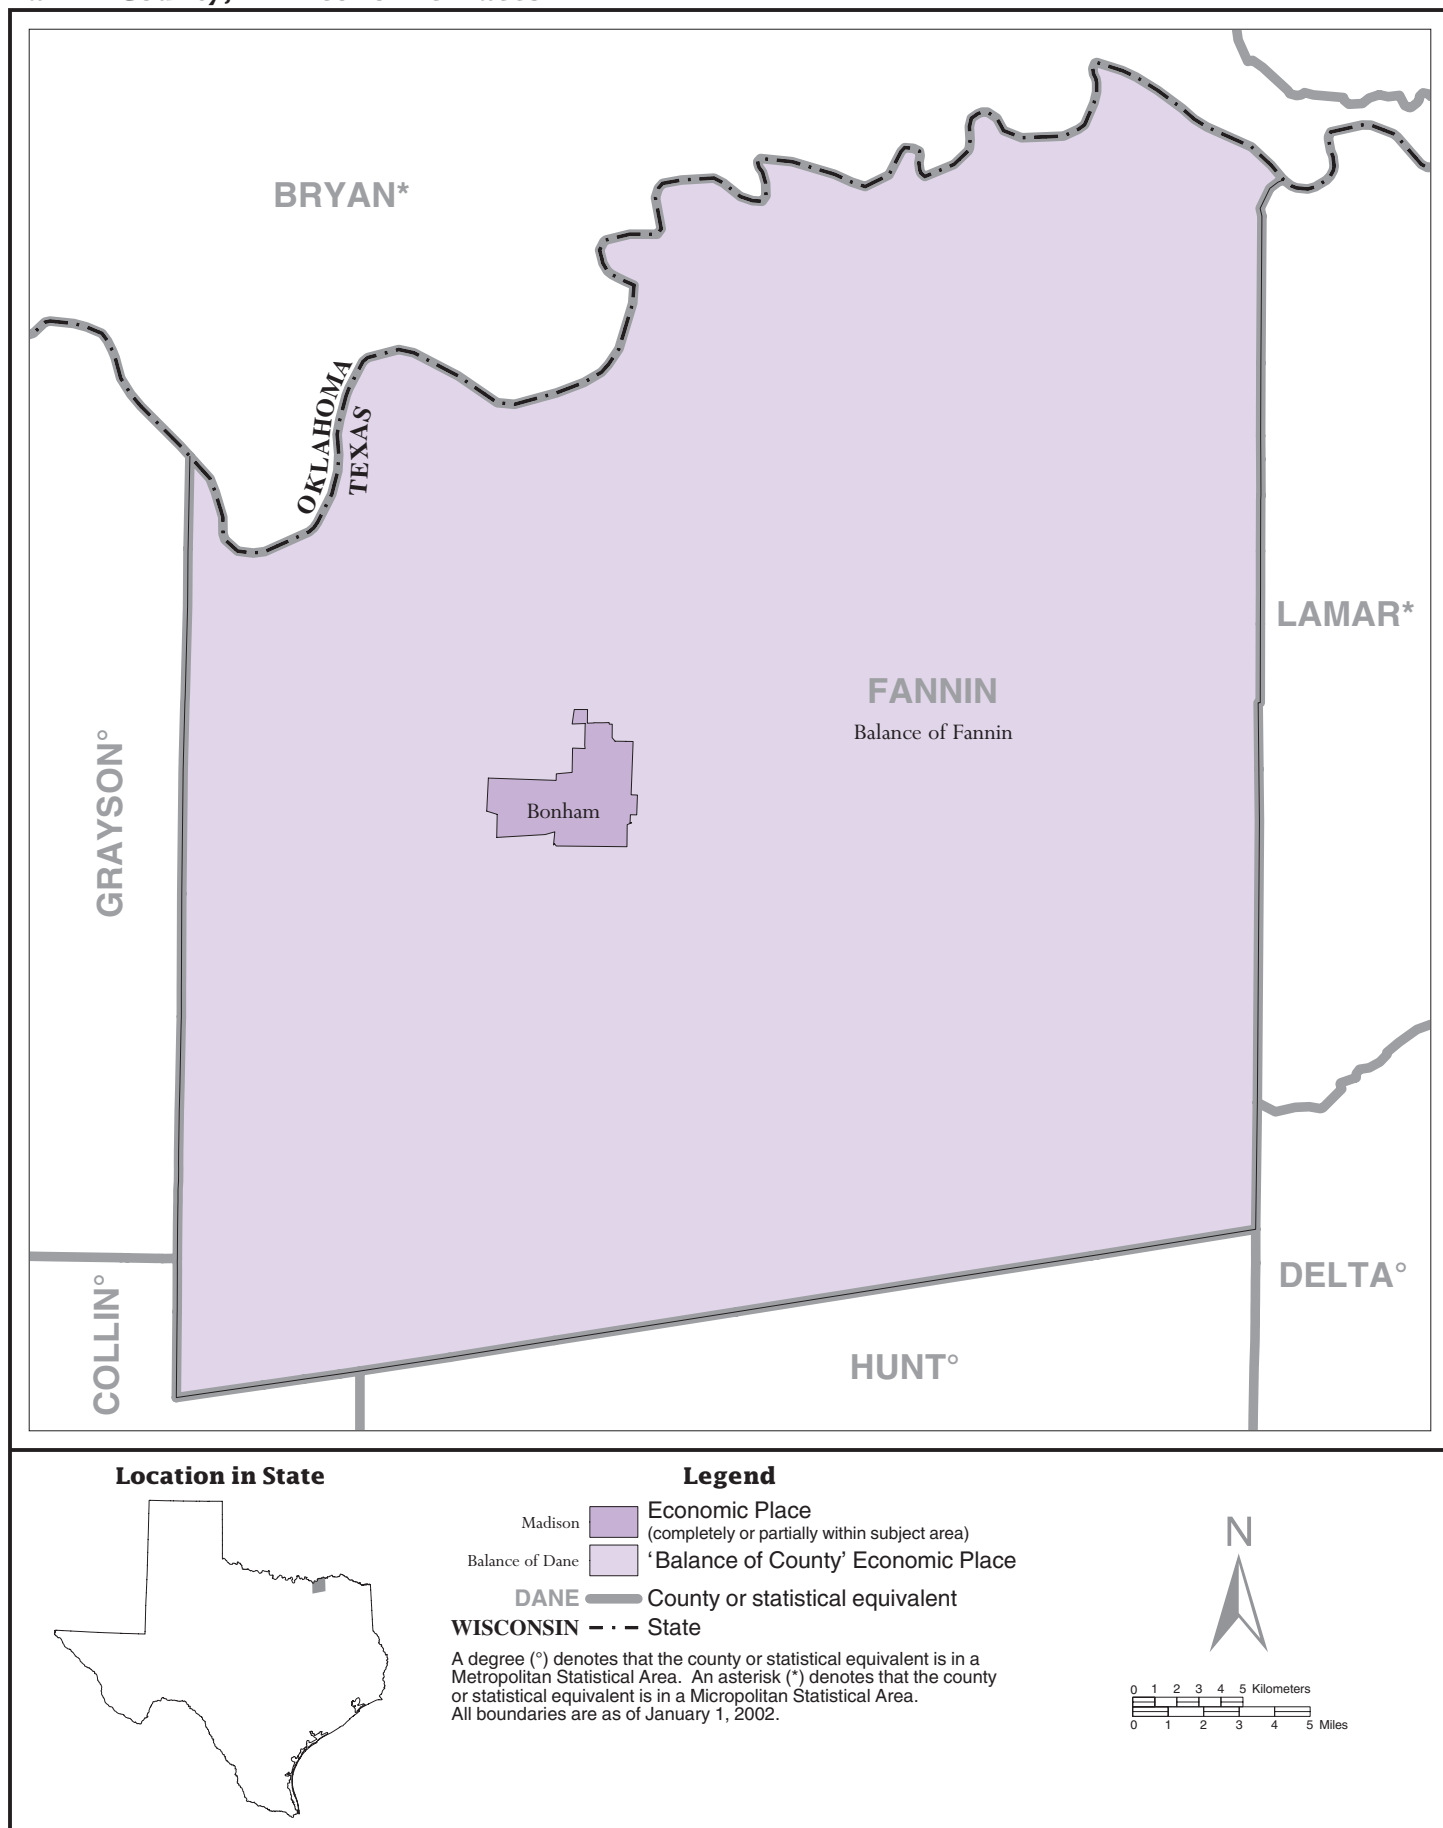 BRYAN*
OKLAHOMA
TEXAS
LAMAR*
FANNIN
Balance of Fannin
GRAYSON°
Bonham
DELTA°
COLLIN°
HUNT°
Location in State
Legend
Madison
Economic Place
(completely or partially within subject area)
Balance of Dane
‘Balance of County’ Economic Place
DANE
County or statistical equivalent
WISCONSIN
State
A degree (°) denotes that the county or statistical equivalent is in a
Metropolitan Statistical Area. An asterisk (*) denotes that the county
or statistical equivalent is in a Micropolitan Statistical Area.
All boundaries are as of January 1, 2002.
N
0 1 2 3 4 5 Kilometers
0 1 2 3 4 5 Miles